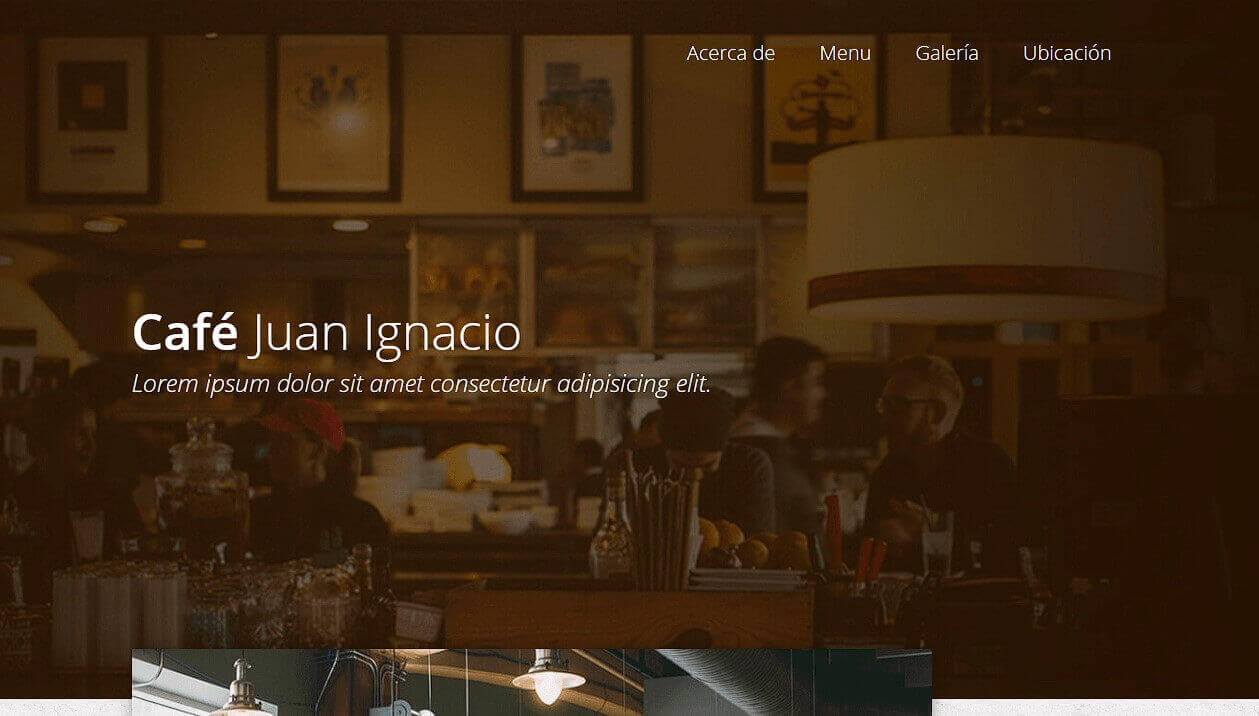 Acerca de Menu Galería Ubicación
Café Juan Ignacio
Lorem ipsum dolor sit amet consectetur adipisicing elit.